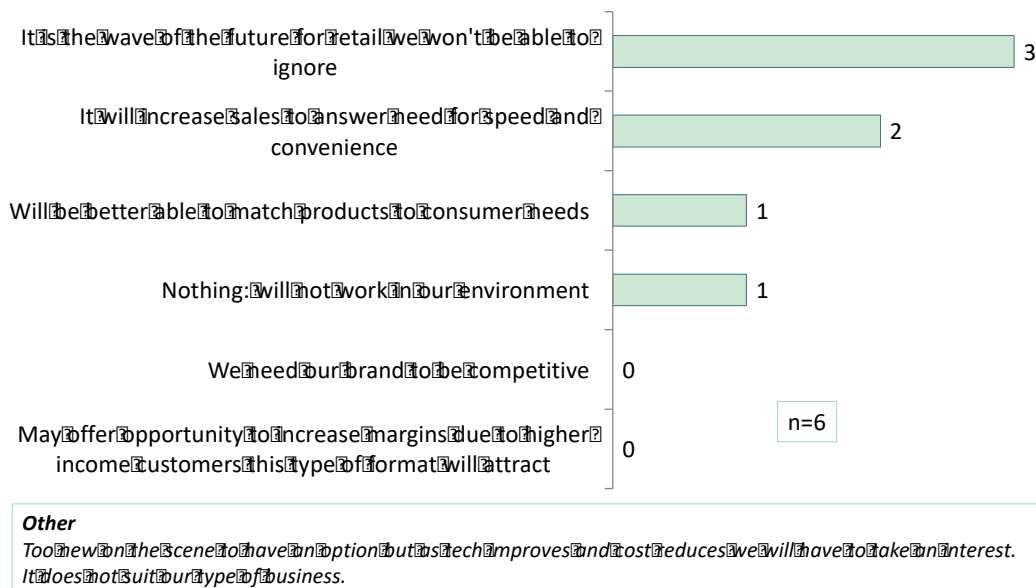 It is the wave of the future for retail we won't be able to
ignore
3
It will increase sales to answer need for speed and
convenience
2
Will be better able to match products to consumer needs
1
Nothing: will not work in our environment
1
We need our brand to be competitive
0
May offer opportunity to increase margins due to higher
income customers this type of format will attract
0
n=6
Other
Too new on the scene to have an option but as tech improves and cost reduces we will have to take an interest.
It does not suit our type of business.